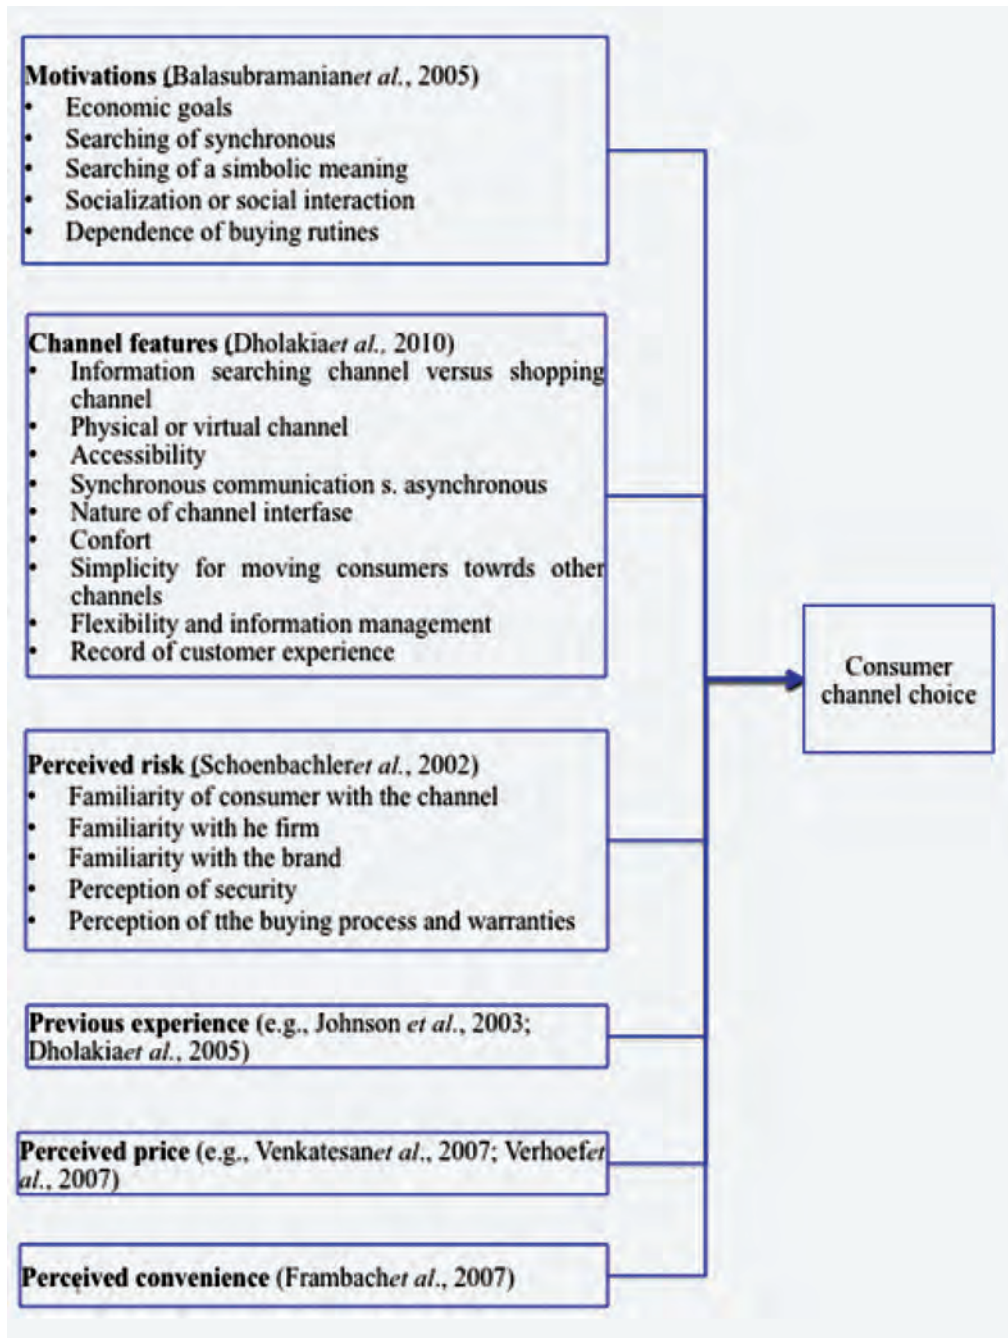 Motivations (Balasubramanianet al., 2005)
• Economic goals
• Searching of synchronous
• Searching of a simbolic meaning
• Socialization or social interaction
• Dependence of buying rutines
Channel features (Dholakiaet al., 2010)
• Information searching channel versus shopping
channel
• Physical or virtual channel
• Accessibility
• Synchronous communication s. asynchronous
• Nature of channel interfase
• Confort
• Simplicity for moving consumers towrds other
channels
• Flexibility and information management
• Record of customer experience
Perceived risk (Schoenbachleret al., 2002)
• Familiarity of consumer with the channel
• Familiarity with he firm
• Familiarity with the brand
• Perception of security
• Perception of tthe buying process and warranties
Previous experience (e.g., Johnson et al., 2003;
Dholakiaet al., 2005)
Perceived price (e.g., Venkatesanet al., 2007; Verhoefet
al., 2007)
Perceived convenience (Frambachet al., 2007)
Consumer
channel choice